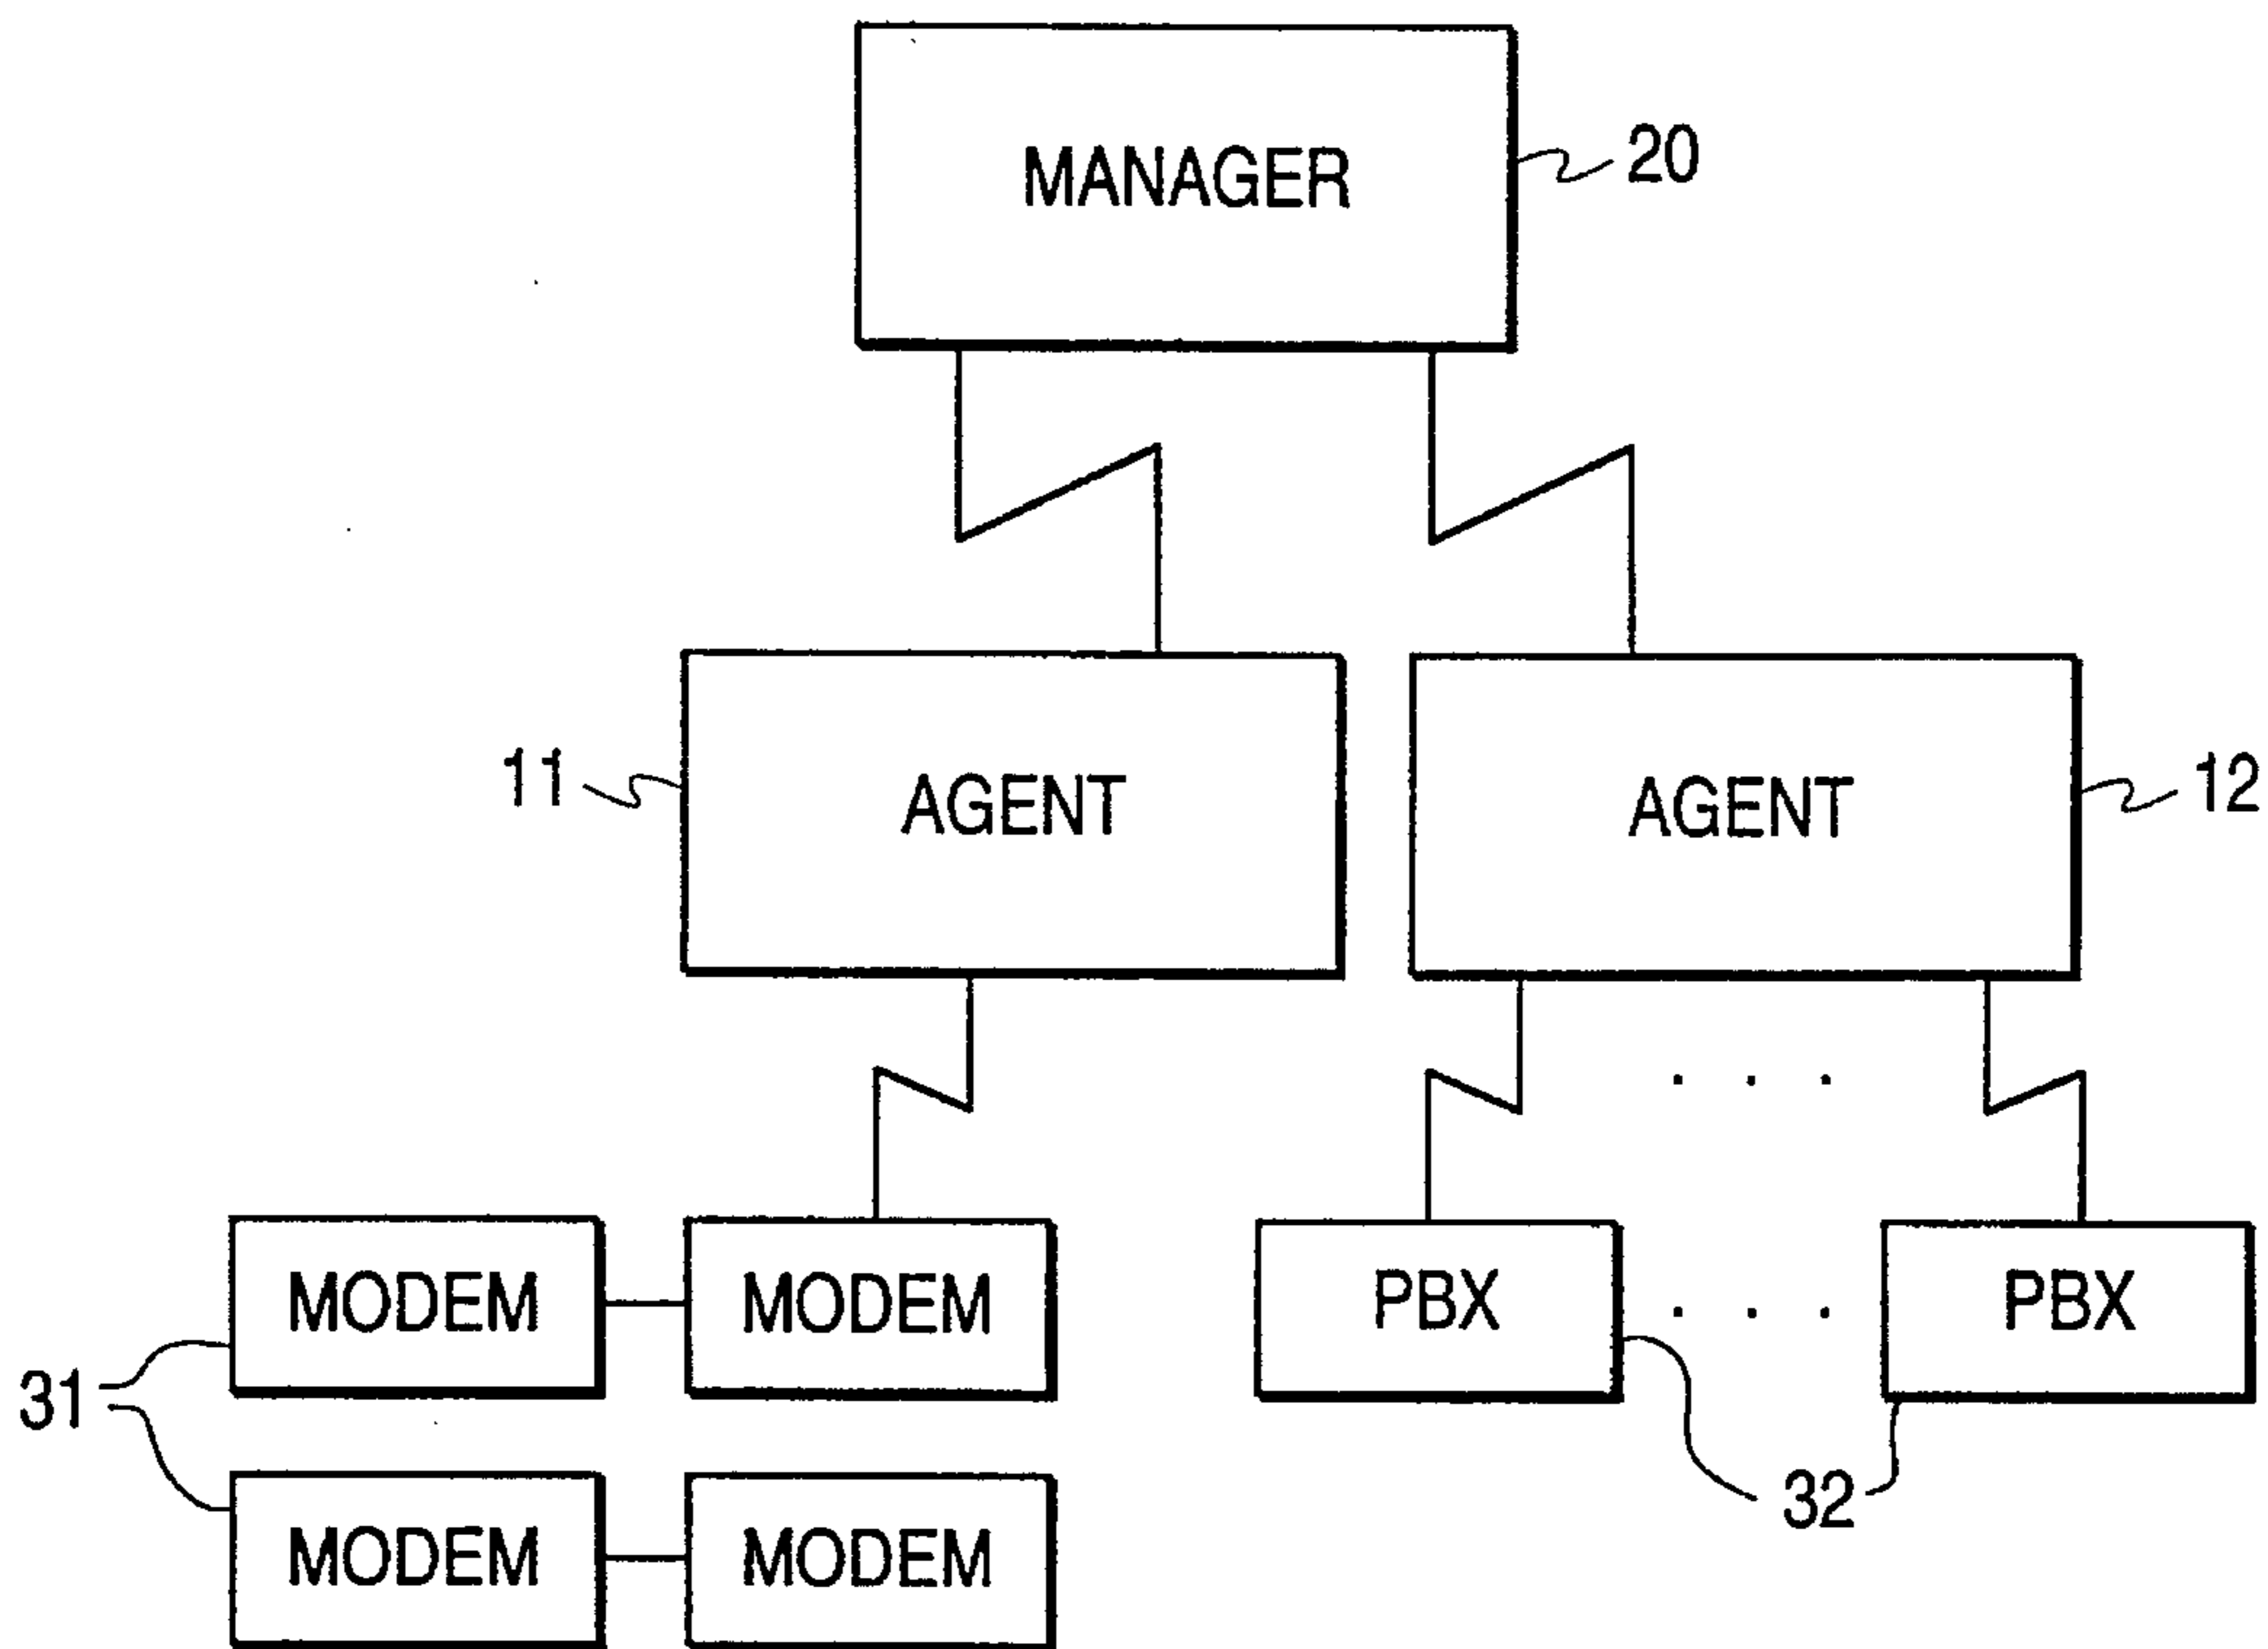 MANAGER
20
11
AGENT
AGENT
12
MODEM
MODEM
PBX
. . .
PBX
31
32
MODEM
MODEM